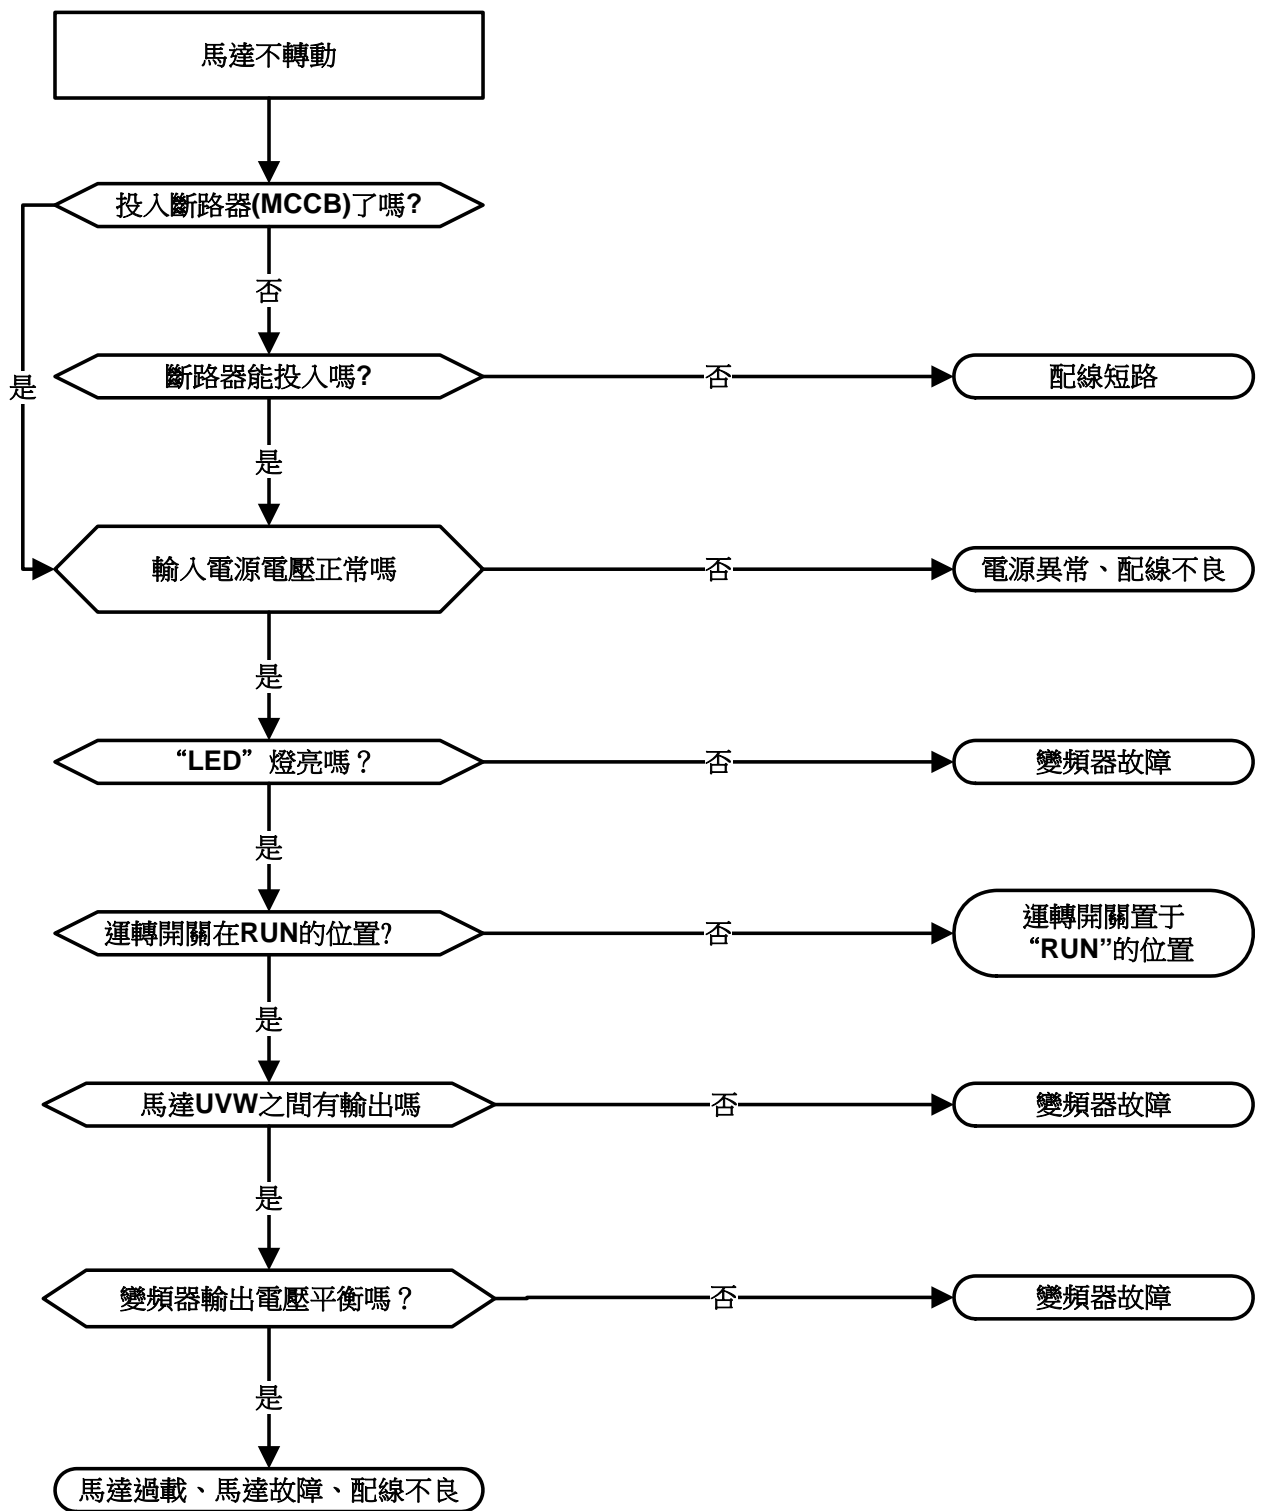 馬達不轉動
投入斷路器(MCCB)了嗎?
否
是
斷路器能投入嗎?
否
配線短路
是
輸入電源電壓正常嗎
否
電源異常、配線不良
是
“LED”燈亮嗎？
否
變頻器故障
是
運轉開關在RUN的位置?
否
運轉開關置于
“RUN”的位置
是
馬達UVW之間有輸出嗎
否
變頻器故障
是
變頻器輸出電壓平衡嗎？
否
變頻器故障
是
馬達過載、馬達故障、配線不良